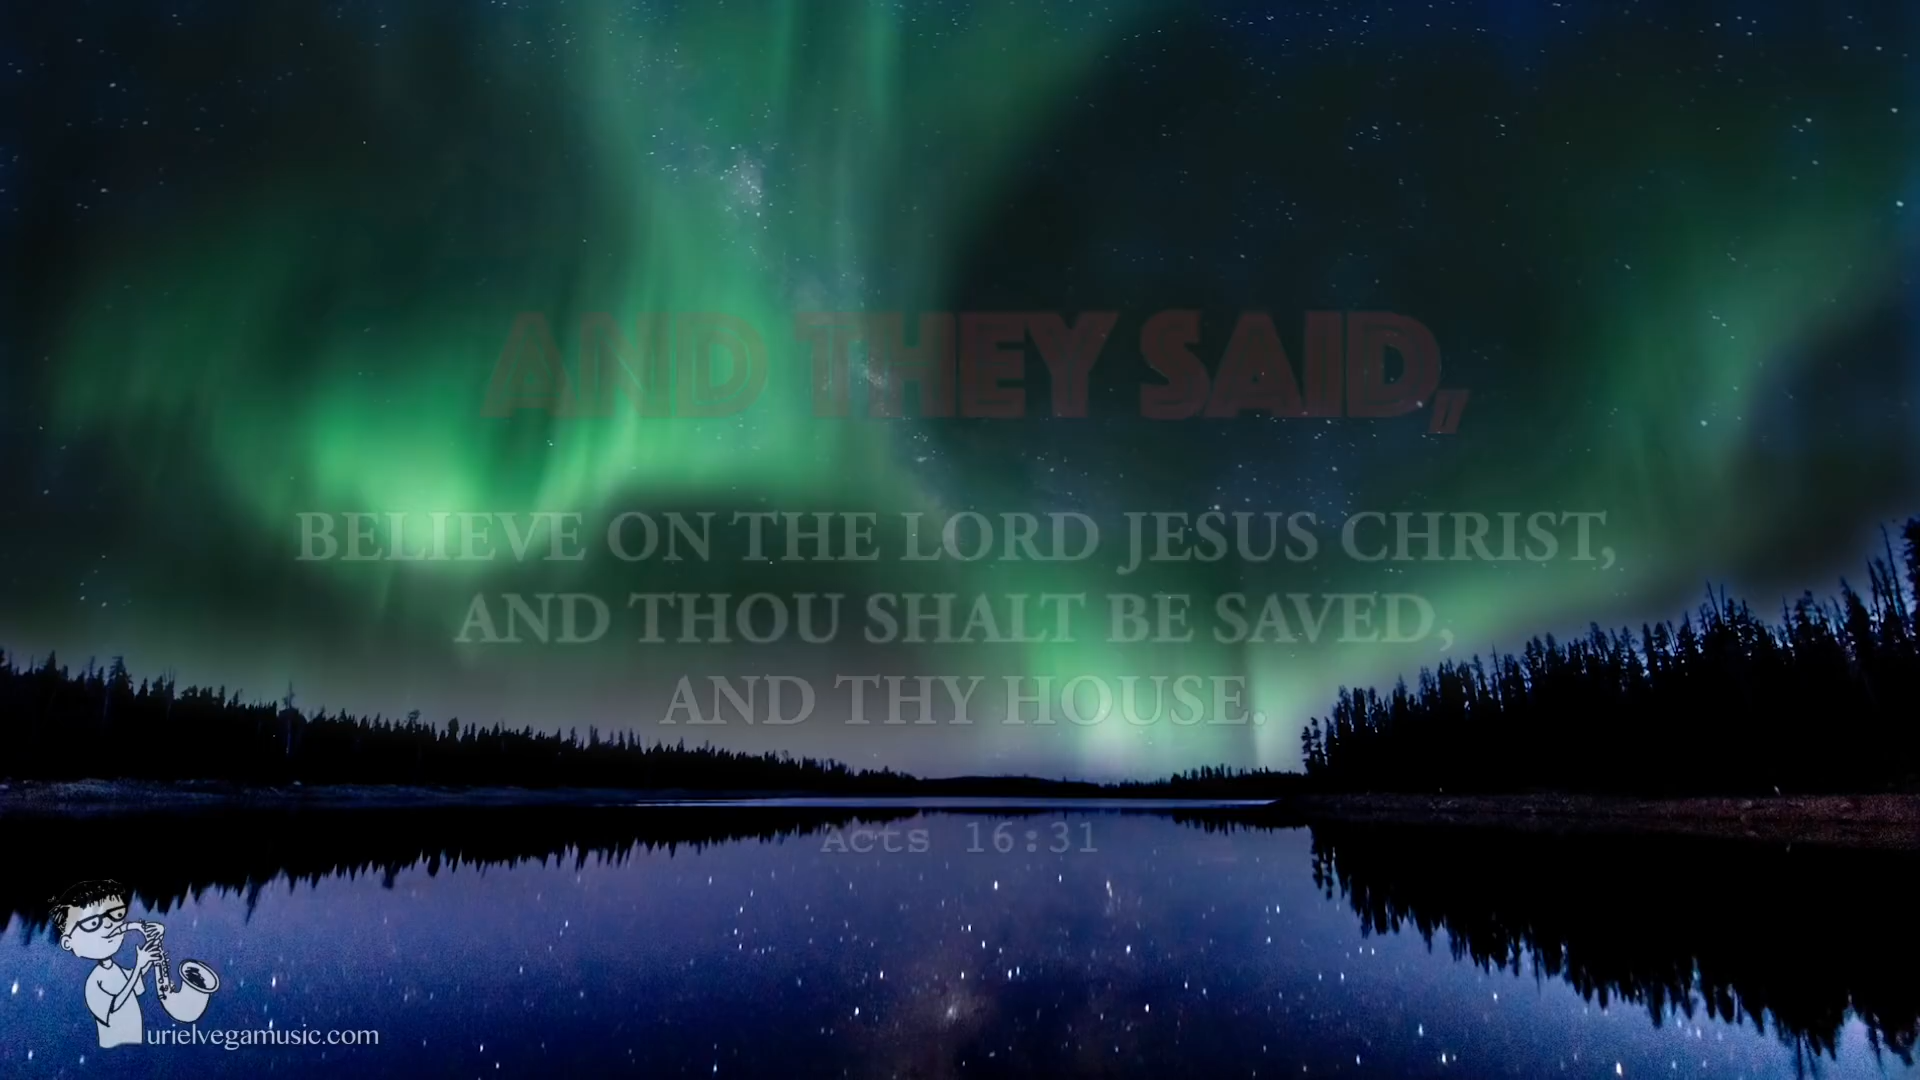 AND THEY SAID,,
BELIEVE ON THE LORD JESUS CHRIST,
AND THOU SHALT BE SAVED,
AND THY HOUSE.
Acts 16:31
urielvegamusic.com